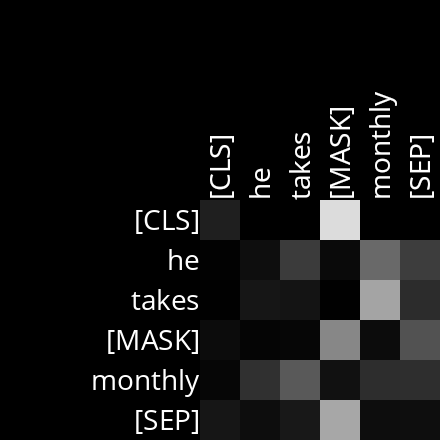 [CLS]
he
takes
[MASK]
monthly
[SEP]
[CLS]
he
takes
[MASK]
monthly
[SEP]